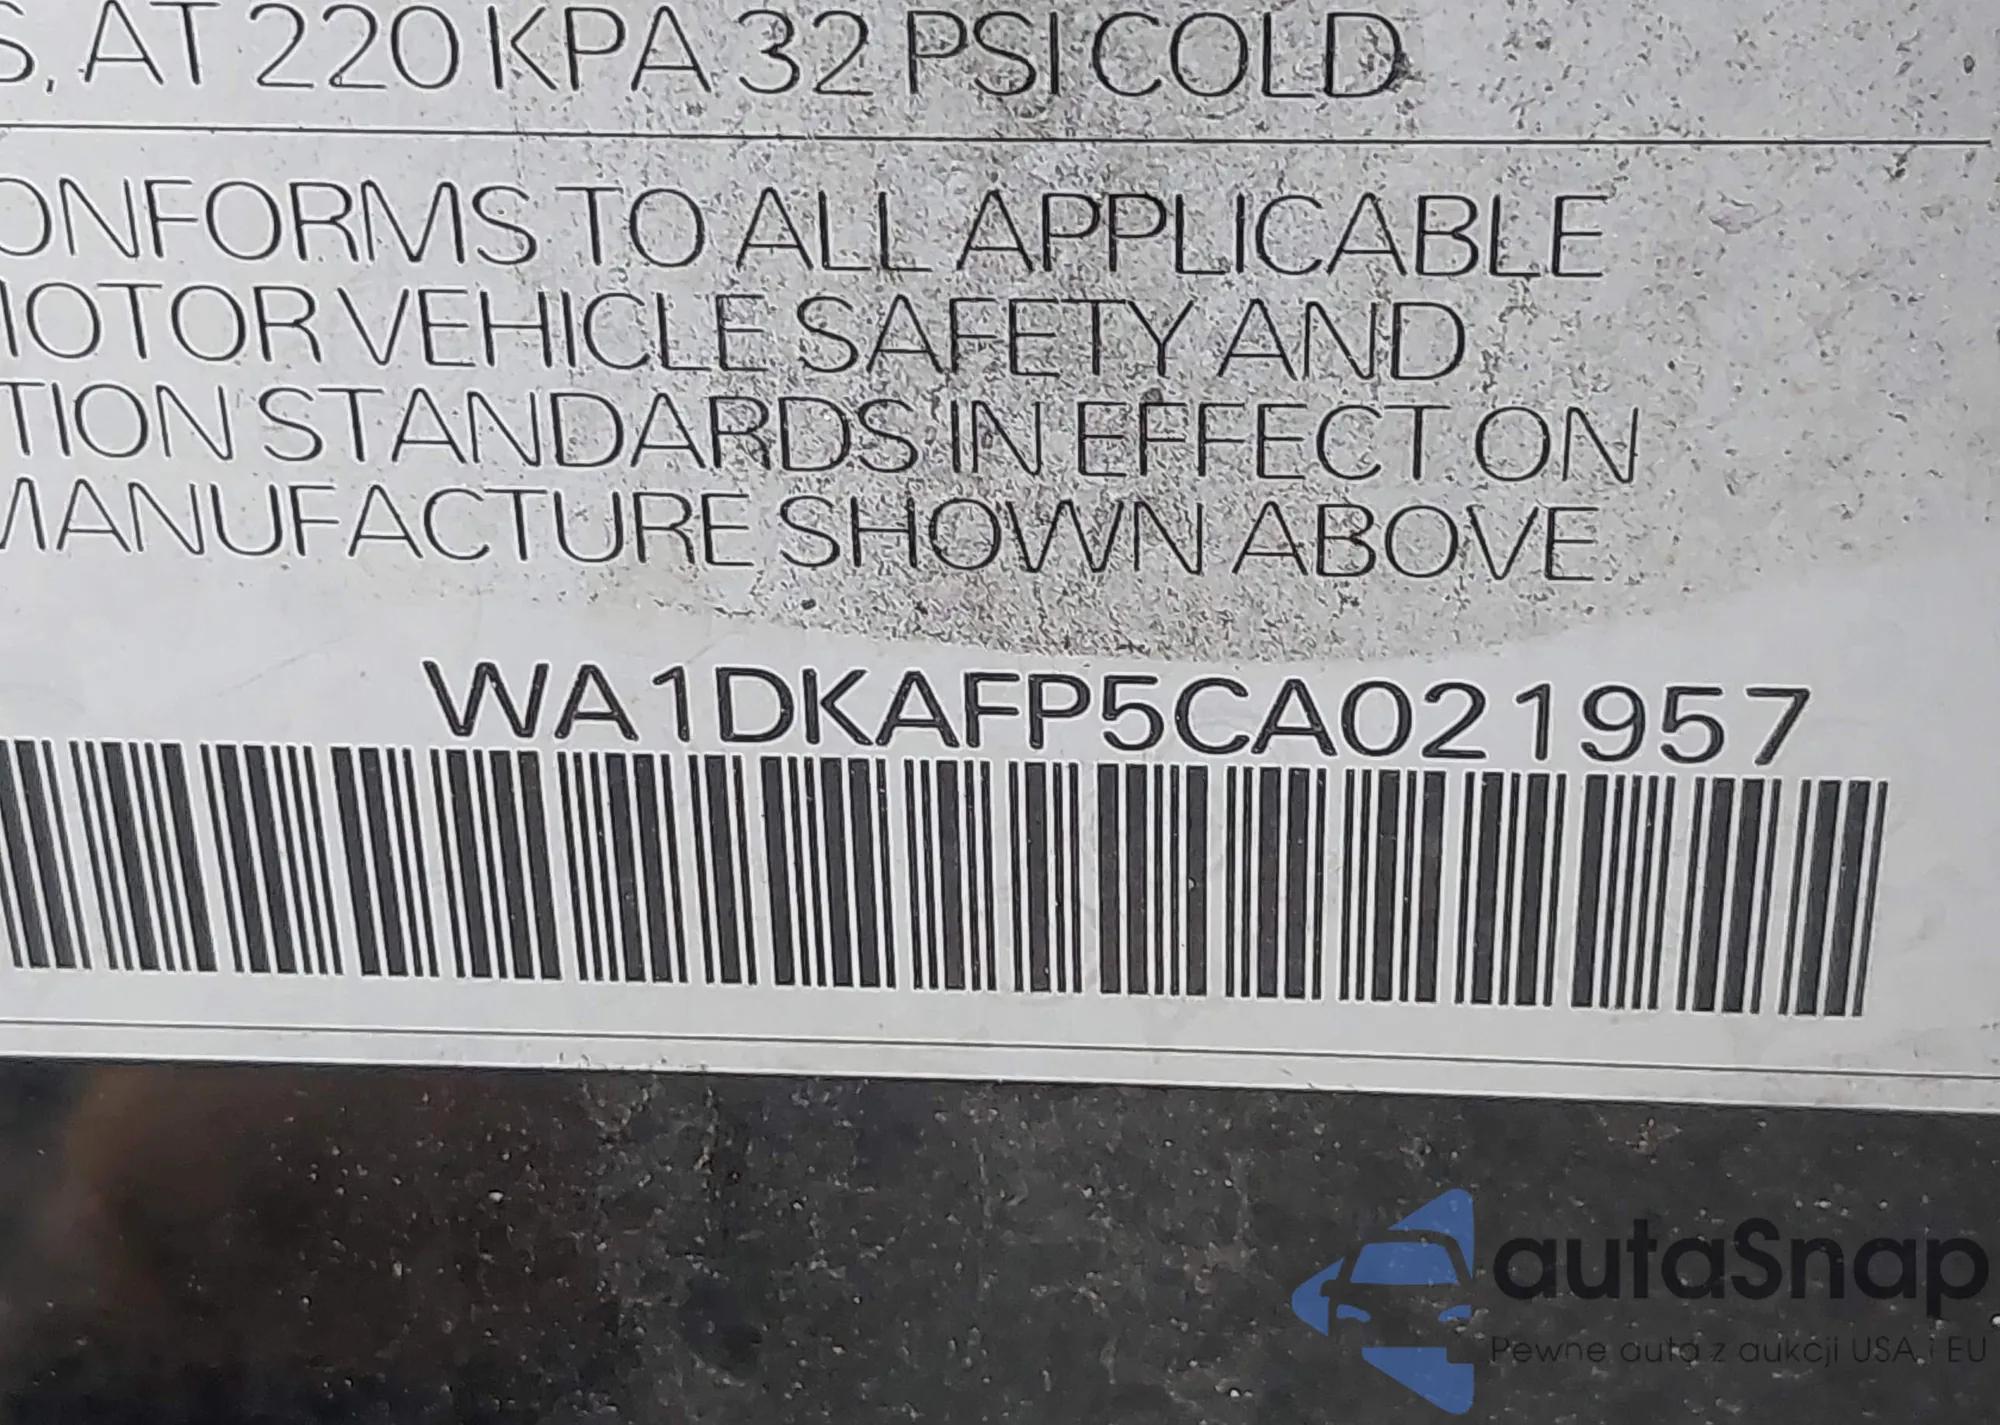 S, AT 220 KPA 32 PSI COLD
ONFORMS TO ALL APPLICABLE
MOTOR VEHICLE SAFETY AND
TION STANDARDS IN EFFECT ON
MANUFACTURE SHOWN ABOVE.
WA1DKAFP5CA021957
autaSnap
Pewne auta z aukcji USA i EU